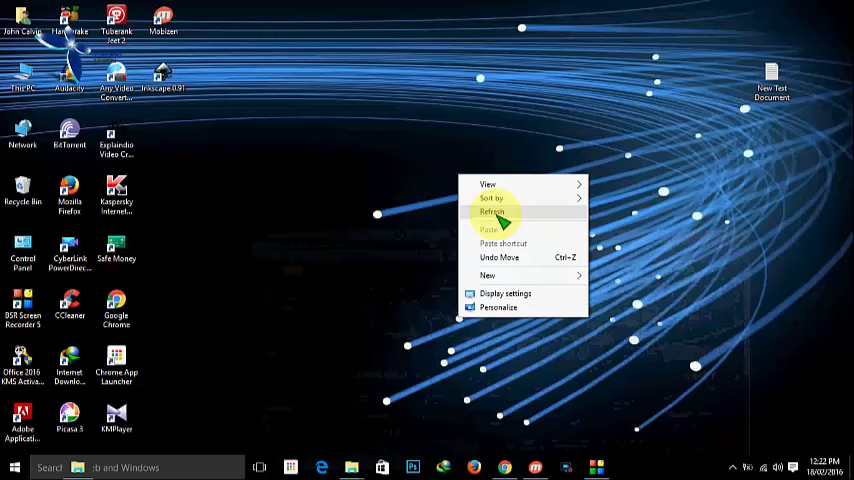 John Calvin
Tuberank
Jeet 2
Mobizen
This PC
Audacity
Any Video
Convert...
Inkscape 0.91
New Text
Document
Network
BitTorrent
Explaindio
Video Cr...
Recycle Bin
Mozilla
Firefox
Kaspersky
Internet...
Control
Panel
CyberLink
PowerDirec...
Safe Money
BSR Screen
Recorder 5
CCleaner
Google
Chrome
Office 2016
KMS Activa...
Internet
Downlo...
Chrome App
Launcher
Adobe
Applicati...
Picasa 3
KMPlayer
View
Sort by
Refresh
Paste
Paste shortcut
Undo Move Ctrl+Z
New
Display settings
Personalize
Search b and Windows
Ps
12:22 PM
18/02/2016